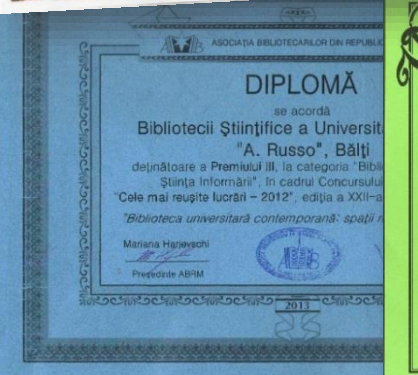 ASOCIAȚIA BIBLIOTECARILOR DIN REPUBLIC
DIPLOMĂ
se acordă
Bibliotecii Științifice a Universit
"A. Russo", Bălți
deținătoare a Premiului III, la categoria "Bibli
Știința Informării", în cadrul Concursului
"Cele mai reușite lucrări – 2012", ediția a XXII-a
"Biblioteca universitară contemporană: spații
Mariana Harjevschi
Președinte ABRM
2013